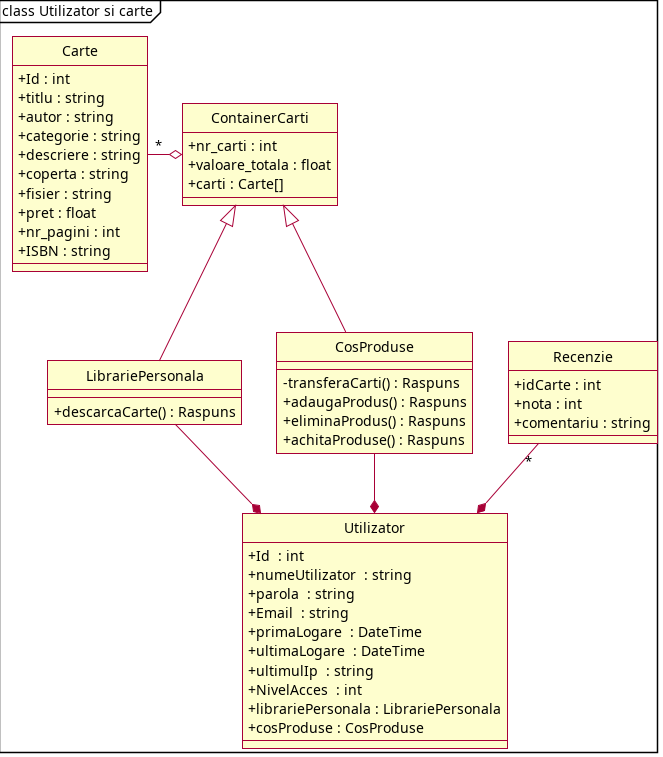 class Utilizator si carte
Carte
+Id : int
+titlu : string
+autor : string
+categorie : string
+descriere : string
+coperta : string
+fisier : string
+pret : float
+nr_pagini : int
+ISBN : string
*
ContainerCarti
+nr_carti : int
+valoare_totala : float
+carti : Carte[]
LibrariePersonala
+descarcaCarte() : Raspuns
CosProduse
-transferaCarti() : Raspuns
+adaugaProdus() : Raspuns
+eliminaProdus() : Raspuns
+achitaProduse() : Raspuns
Recenzie
+idCarte : int
+nota : int
+comentariu : string
*
Utilizator
+Id  : int
+numeUtilizator  : string
+parola  : string
+Email  : string
+primaLogare  : DateTime
+ultimaLogare  : DateTime
+ultimulIp  : string
+NivelAcces  : int
+librariePersonala : LibrariePersonala
+cosProduse : CosProduse